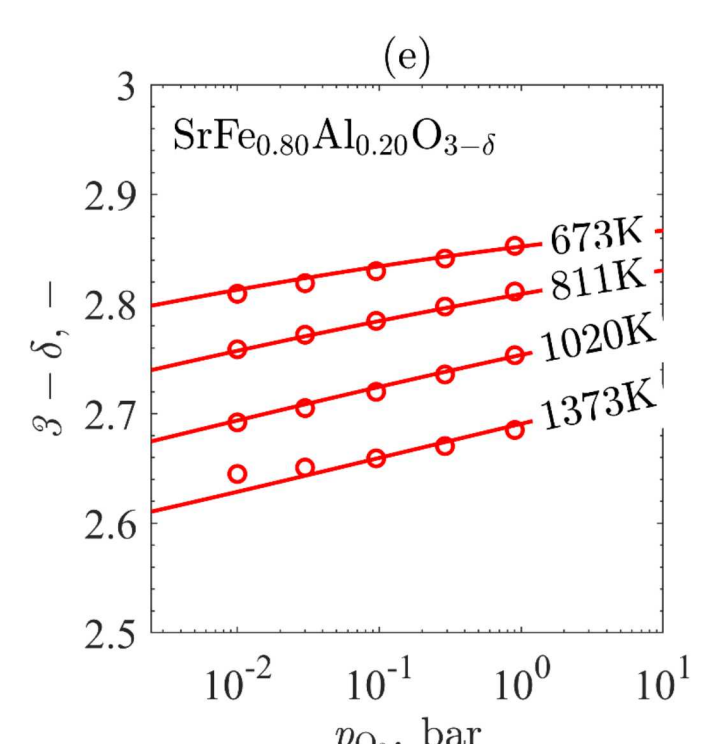 (e)
3
SrFe₀.₈₀Al₀.₂₀O₃₋δ
2.9
673K
2.8
811K
3 − δ, −
1020K
2.7
1373K
2.6
2.5
10⁻² 10⁻¹ 10⁰ 10¹
bar